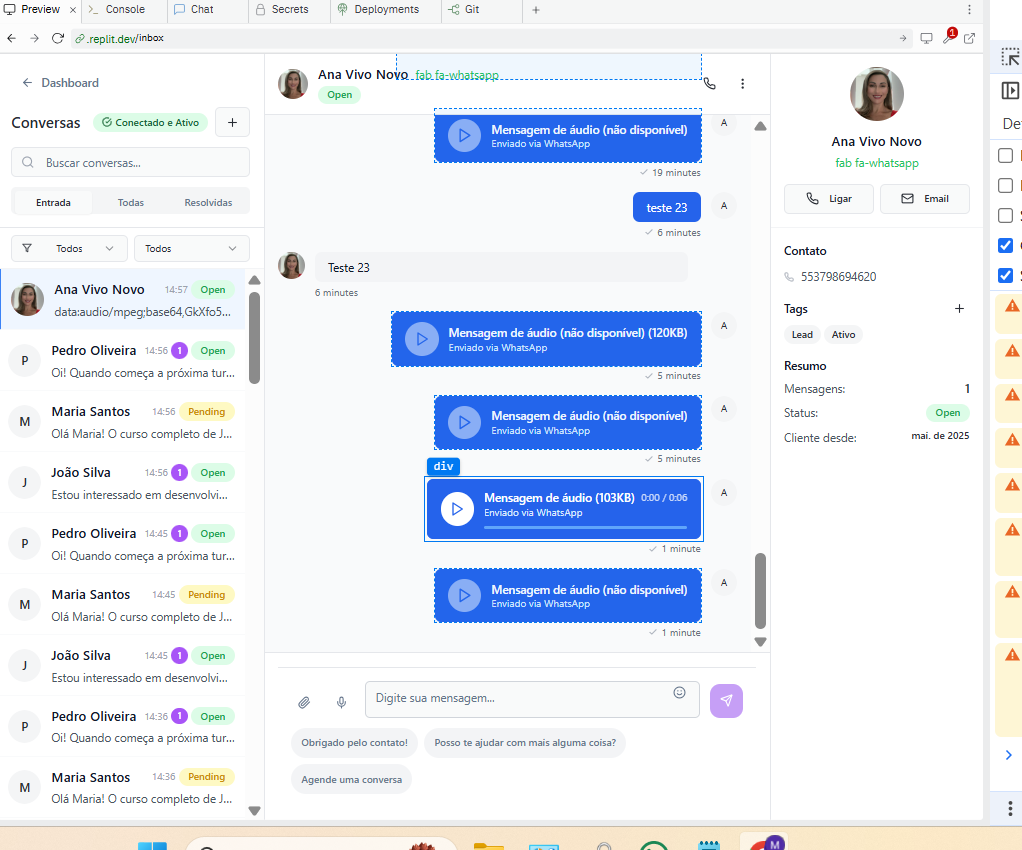 Preview
Console
Chat
Secrets
Deployments
Git
.replit.dev/inbox
1
Dashboard
Conversas
Conectado e Ativo
Buscar conversas...
Entrada
Todas
Resolvidas
Todos
Todos
Ana Vivo Novo
14:57
Open
data:audio/mpeg;base64,GkXfo5...
P
Pedro Oliveira
14:56
1
Open
Oi! Quando começa a próxima tur...
M
Maria Santos
14:56
Pending
Olá Maria! O curso completo de J...
J
João Silva
14:56
1
Open
Estou interessado em desenvolvi...
P
Pedro Oliveira
14:45
1
Open
Oi! Quando começa a próxima tur...
M
Maria Santos
14:45
Pending
Olá Maria! O curso completo de J...
J
João Silva
14:45
1
Open
Estou interessado em desenvolvi...
P
Pedro Oliveira
14:36
1
Open
Oi! Quando começa a próxima tur...
M
Maria Santos
14:36
Pending
Olá Maria! O curso completo de J...
Ana Vivo Novo
fab fa-whatsapp
Open
Mensagem de áudio (não disponível)
Enviado via WhatsApp
A
19 minutes
teste 23
A
6 minutes
Teste 23
6 minutes
Mensagem de áudio (não disponível) (120KB)
Enviado via WhatsApp
A
5 minutes
Mensagem de áudio (não disponível)
Enviado via WhatsApp
A
5 minutes
div
Mensagem de áudio (103KB)
0:00 / 0:06
Enviado via WhatsApp
A
1 minute
Mensagem de áudio (não disponível)
Enviado via WhatsApp
A
1 minute
Digite sua mensagem...
Obrigado pelo contato!
Posso te ajudar com mais alguma coisa?
Agende uma conversa
Ana Vivo Novo
fab fa-whatsapp
Ligar
Email
Contato
553798694620
Tags
Lead
Ativo
Resumo
Mensagens:
1
Status:
Open
Cliente desde:
mai. de 2025
M